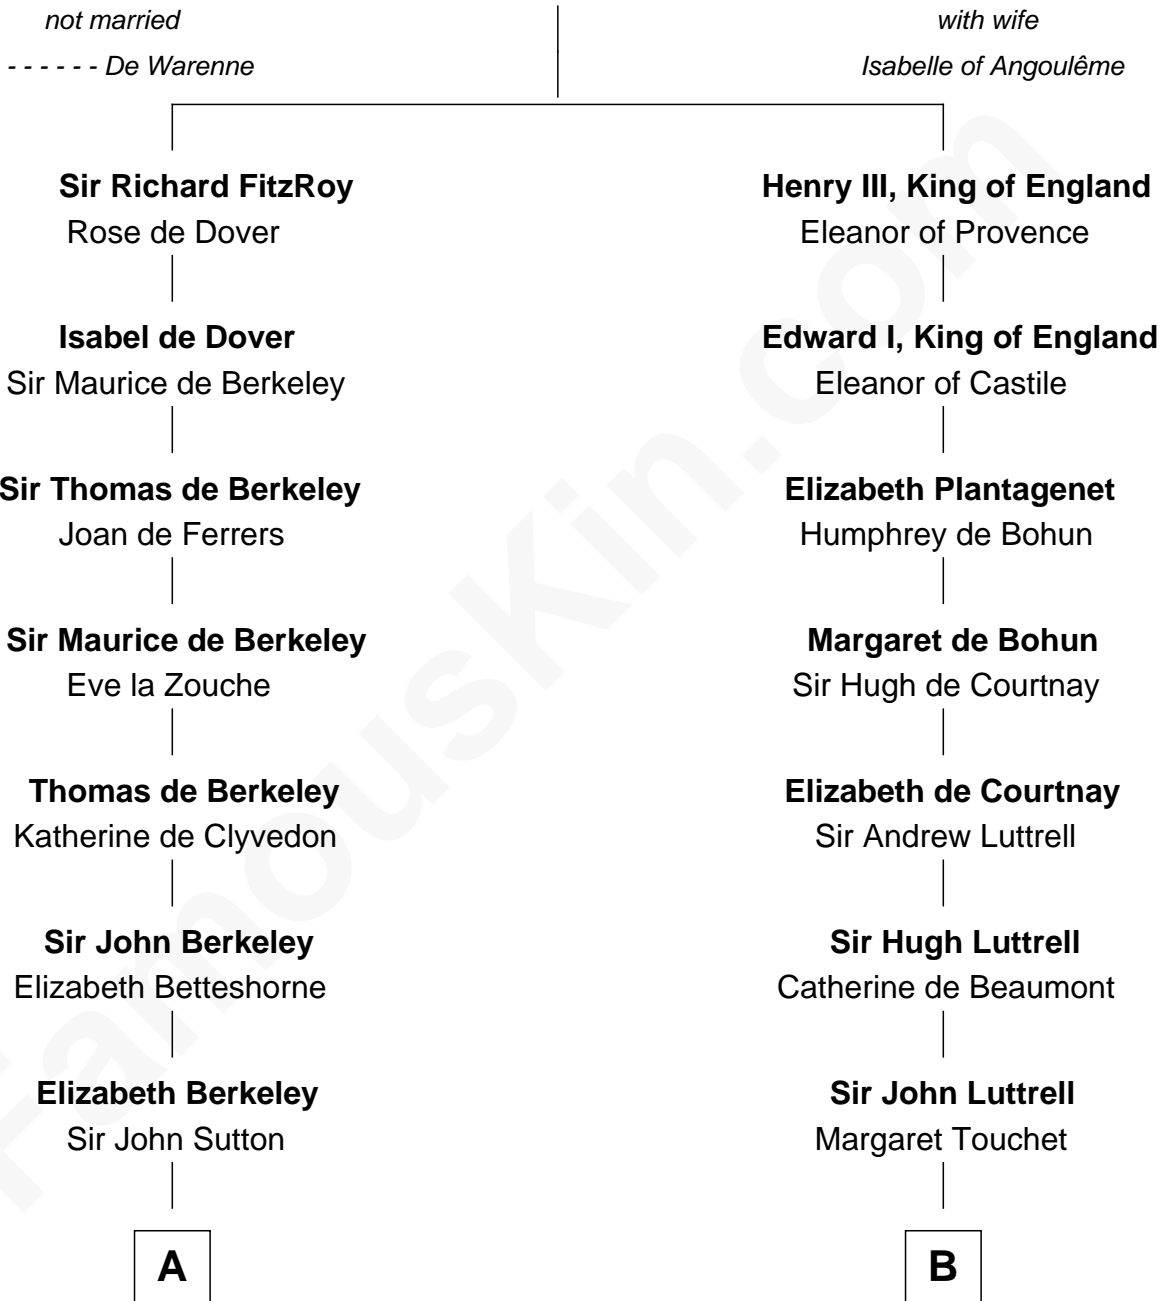 not married
with wife
- - - - - - De Warenne
Isabelle of Angoulême
Sir Richard FitzRoy
Rose de Dover
Henry III, King of England
Eleanor of Provence
Isabel de Dover
Sir Maurice de Berkeley
Edward I, King of England
Eleanor of Castile
Sir Thomas de Berkeley
Joan de Ferrers
Elizabeth Plantagenet
Humphrey de Bohun
Sir Maurice de Berkeley
Eve la Zouche
Margaret de Bohun
Sir Hugh de Courtnay
Thomas de Berkeley
Katherine de Clyvedon
Elizabeth de Courtnay
Sir Andrew Luttrell
Sir John Berkeley
Elizabeth Betteshorne
Sir Hugh Luttrell
Catherine de Beaumont
Elizabeth Berkeley
Sir John Sutton
Sir John Luttrell
Margaret Touchet
A
B
FamousKin.com